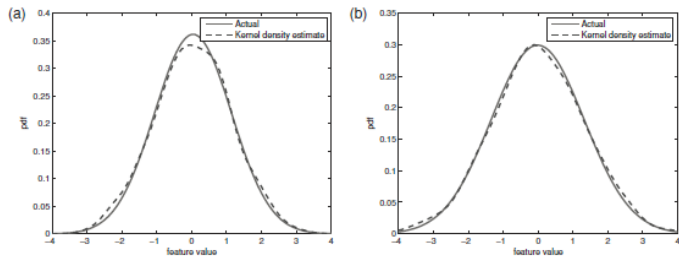 (a)
Actual
Kernel density estimate
0.4
0.35
0.3
0.25
0.2
0.15
0.1
0.05
0
pdf
−4 −3 −2 −1 0 1 2 3 4
feature value
(b)
Actual
Kernel density estimate
0.35
0.3
0.25
0.2
0.15
0.1
0.05
0
pdf
−4 −3 −2 −1 0 1 2 3 4
feature value